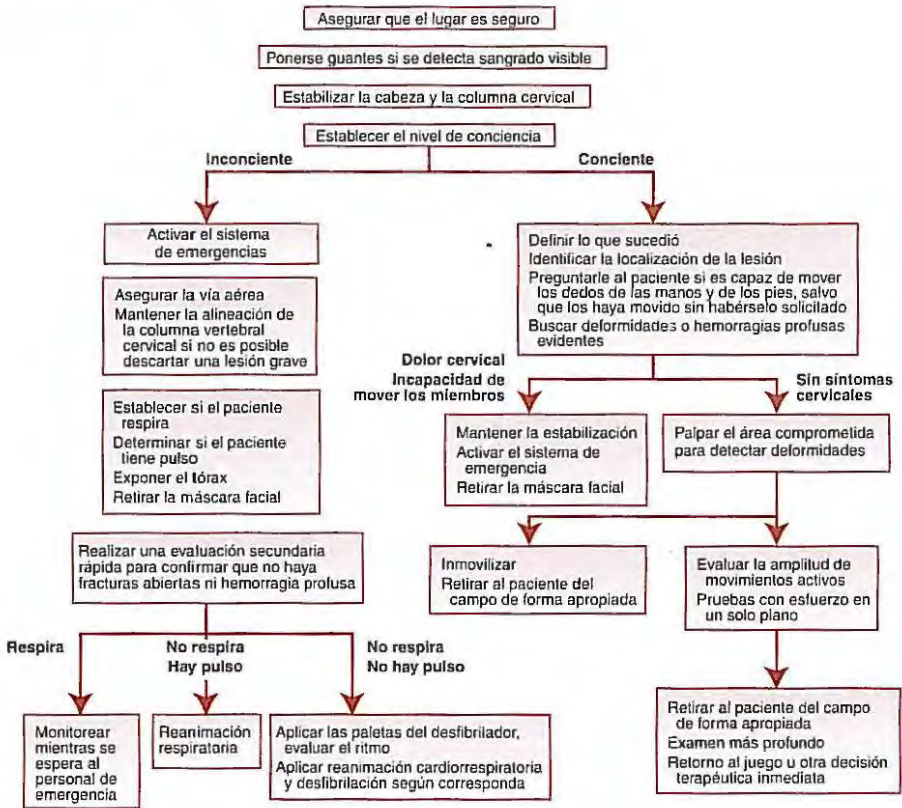 Asegurar que el lugar es seguro
Ponerse guantes si se detecta sangrado visible
Estabilizar la cabeza y la columna cervical
Establecer el nivel de conciencia
Inconciente
Conciente
Activar el sistema
de emergencias
Asegurar la vía aérea
Mantener la alineación de
la columna vertebral
cervical si no es posible
descartar una lesión grave
Establecer si el paciente
respira
Determinar si el paciente
tiene pulso
Exponer el tórax
Retirar la máscara facial
Realizar una evaluación secundaria
rápida para confirmar que no haya
fracturas abiertas ni hemorragia profusa
Respira
No respira
Hay pulso
No respira
No hay pulso
Monitorear
mientras se
espera al
personal de
emergencia
Reanimación
respiratoria
Aplicar las paletas del desfibrilador,
evaluar el ritmo
Aplicar reanimación cardiorrespiratoria
y desfibrilación según corresponda
Definir lo que sucedió
Identificar la localización de la lesión
Preguntarle al paciente si es capaz de mover
los dedos de las manos y de los pies, salvo
que los haya movido sin habérselo solicitado
Buscar deformidades o hemorragias profusas
evidentes
Dolor cervical
Incapacidad de
mover los miembros
Sin síntomas
cervicales
Mantener la estabilización
Activar el sistema de
emergencia
Retirar la máscara facial
Palpar el área comprometida
para detectar deformidades
Inmovilizar
Retirar al paciente del
campo de forma apropiada
Evaluar la amplitud de
movimientos activos
Pruebas con esfuerzo en
un solo plano
Retirar al paciente del campo
de forma apropiada
Examen más profundo
Retorno al juego u otra decisión
terapéutica inmediata